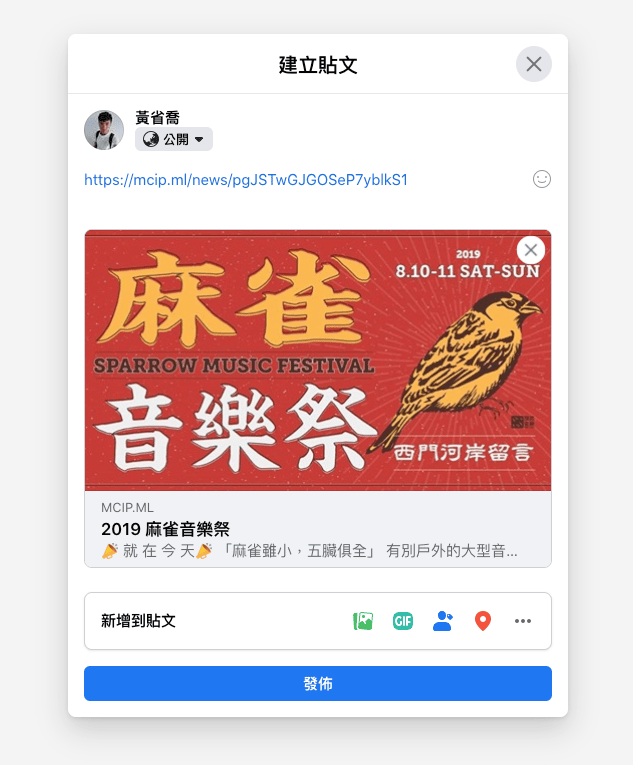 建立貼文
黃省喬
公開
https://mcip.ml/news/pgJSTwGJGOSeP7yblkS1
麻雀
SPARROW MUSIC FESTIVAL
音樂祭
2019
8.10-11 SAT-SUN
西門河岸留言
MCIP.ML
2019 麻雀音樂祭
🎉 就 在 今 天🎉 「麻雀雖小，五臟俱全」 有別戶外的大型音...
新增到貼文
GIF
發佈